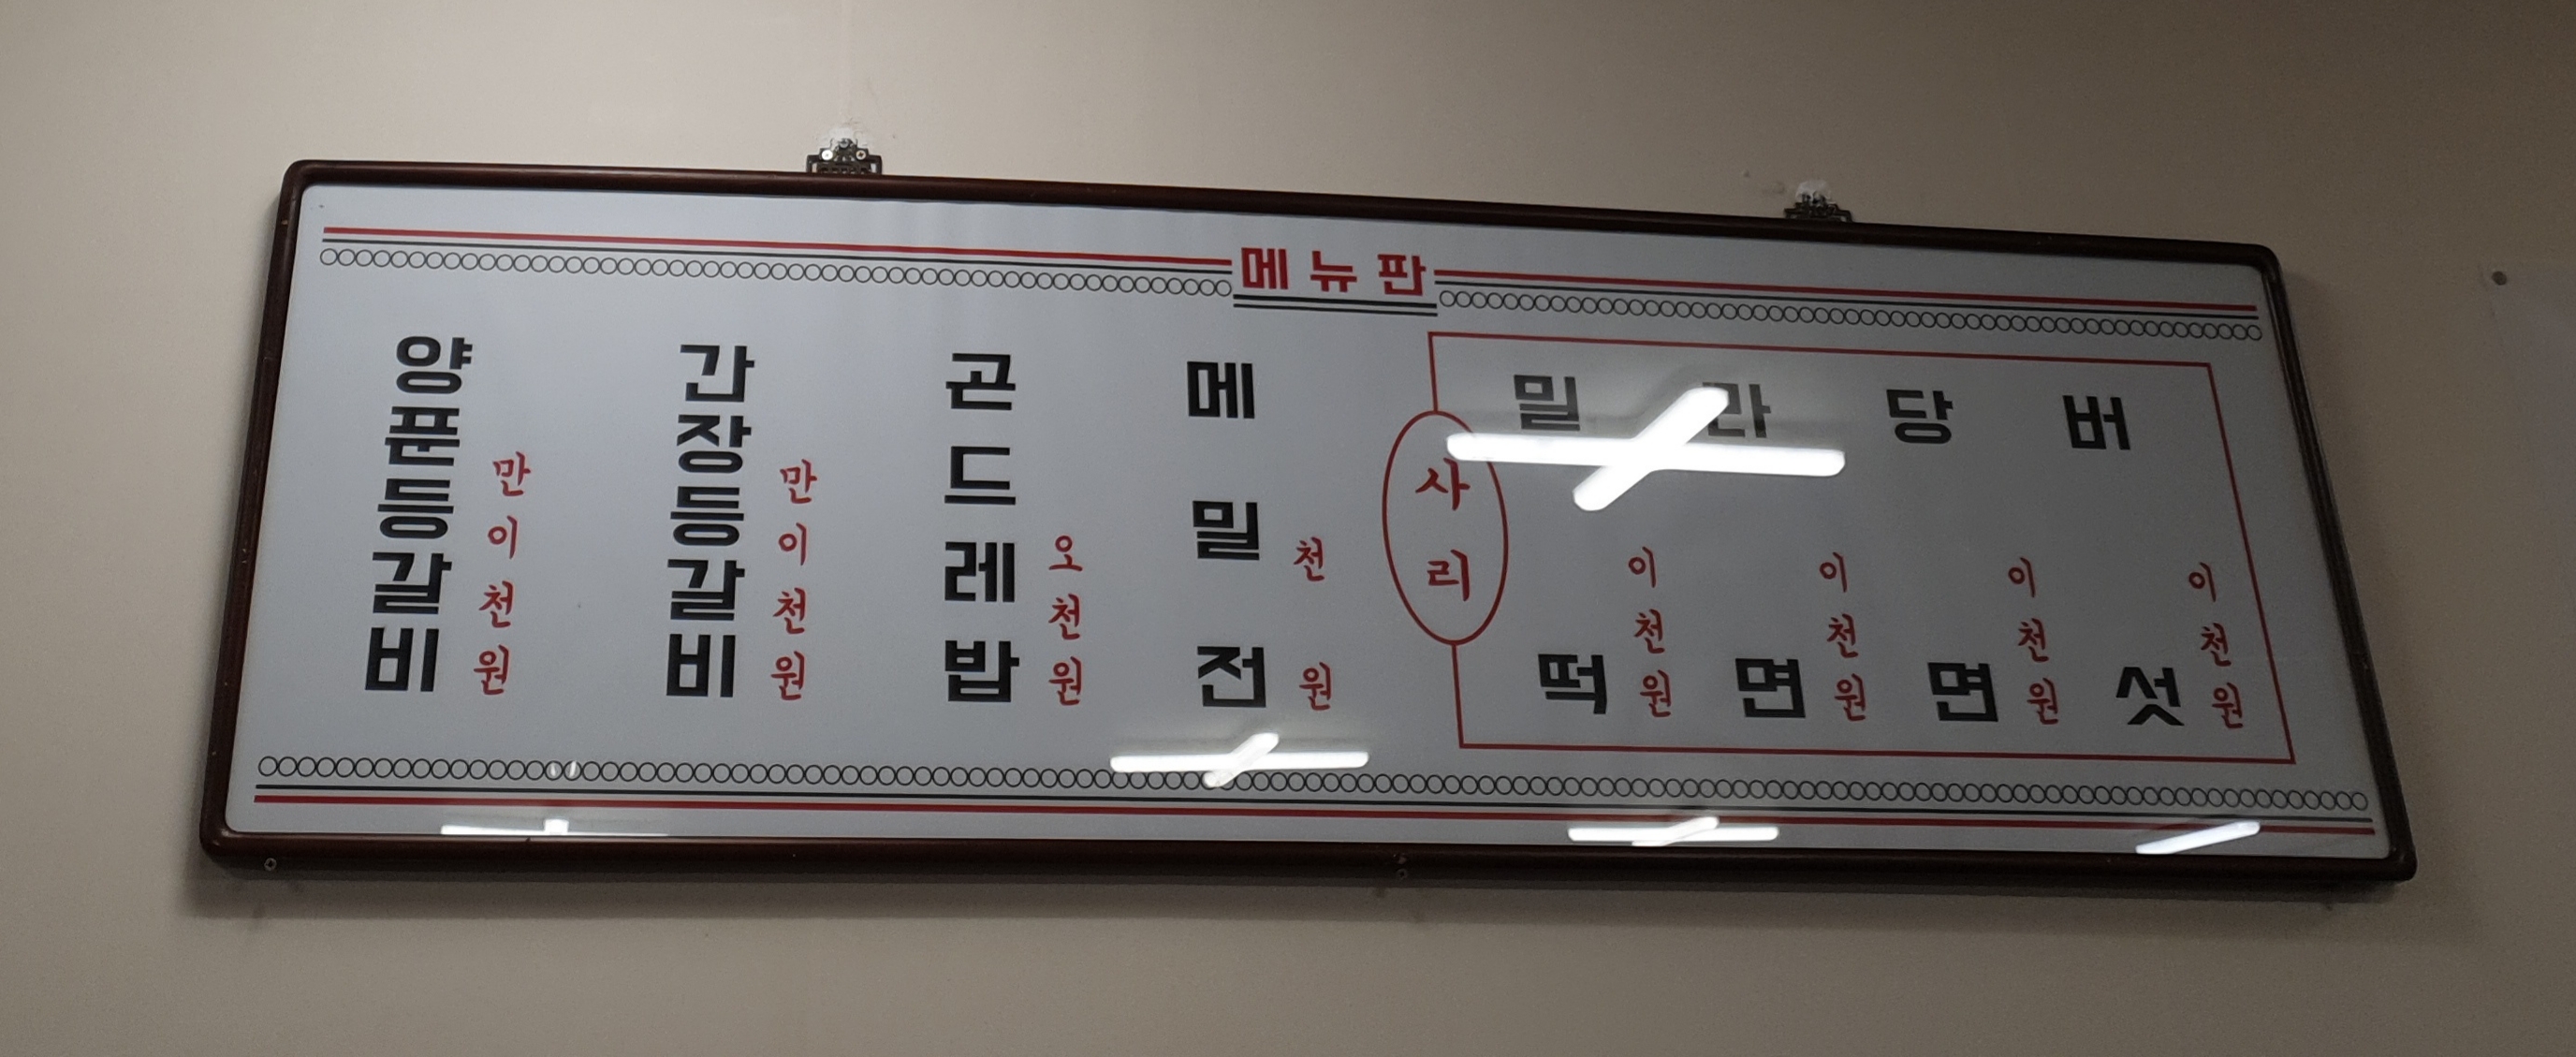 메뉴판
양푼등갈비
만이천원
간장등갈비
만이천원
곤드레밥
오천원
메밀전
천원
사리
밀떡
이천원
라면
이천원
당면
이천원
버섯
이천원